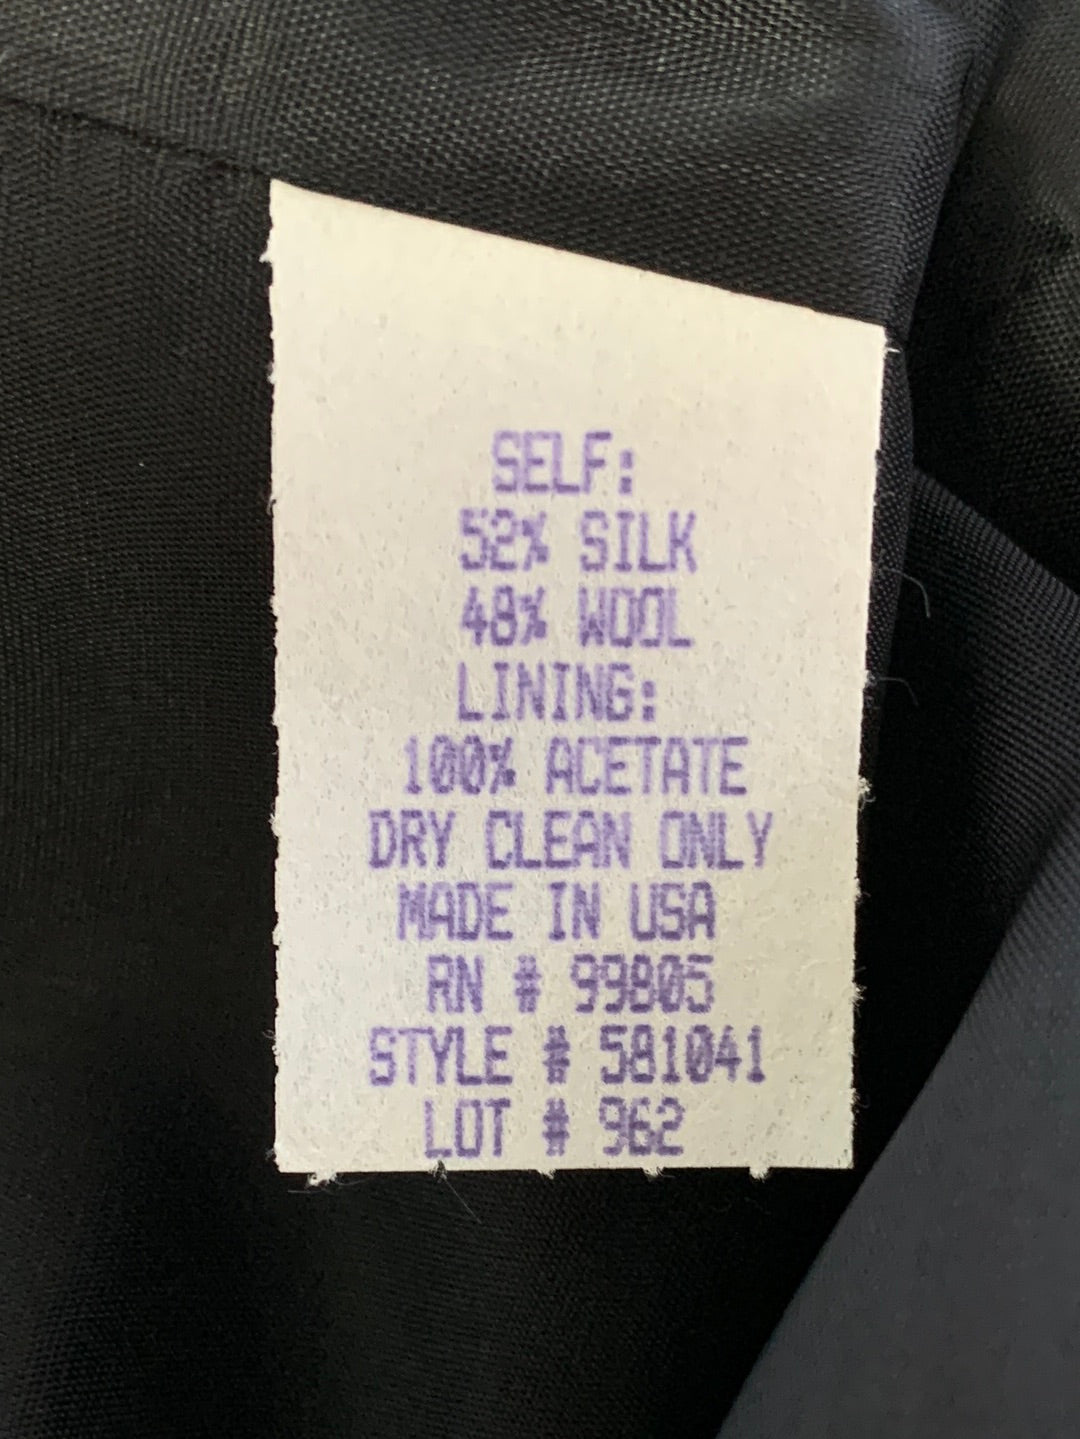 SELF:
52% SILK
48% WOOL
LINING:
100% ACETATE
DRY CLEAN ONLY
MADE IN USA
RN # 99805
STYLE # 581041
LOT # 962